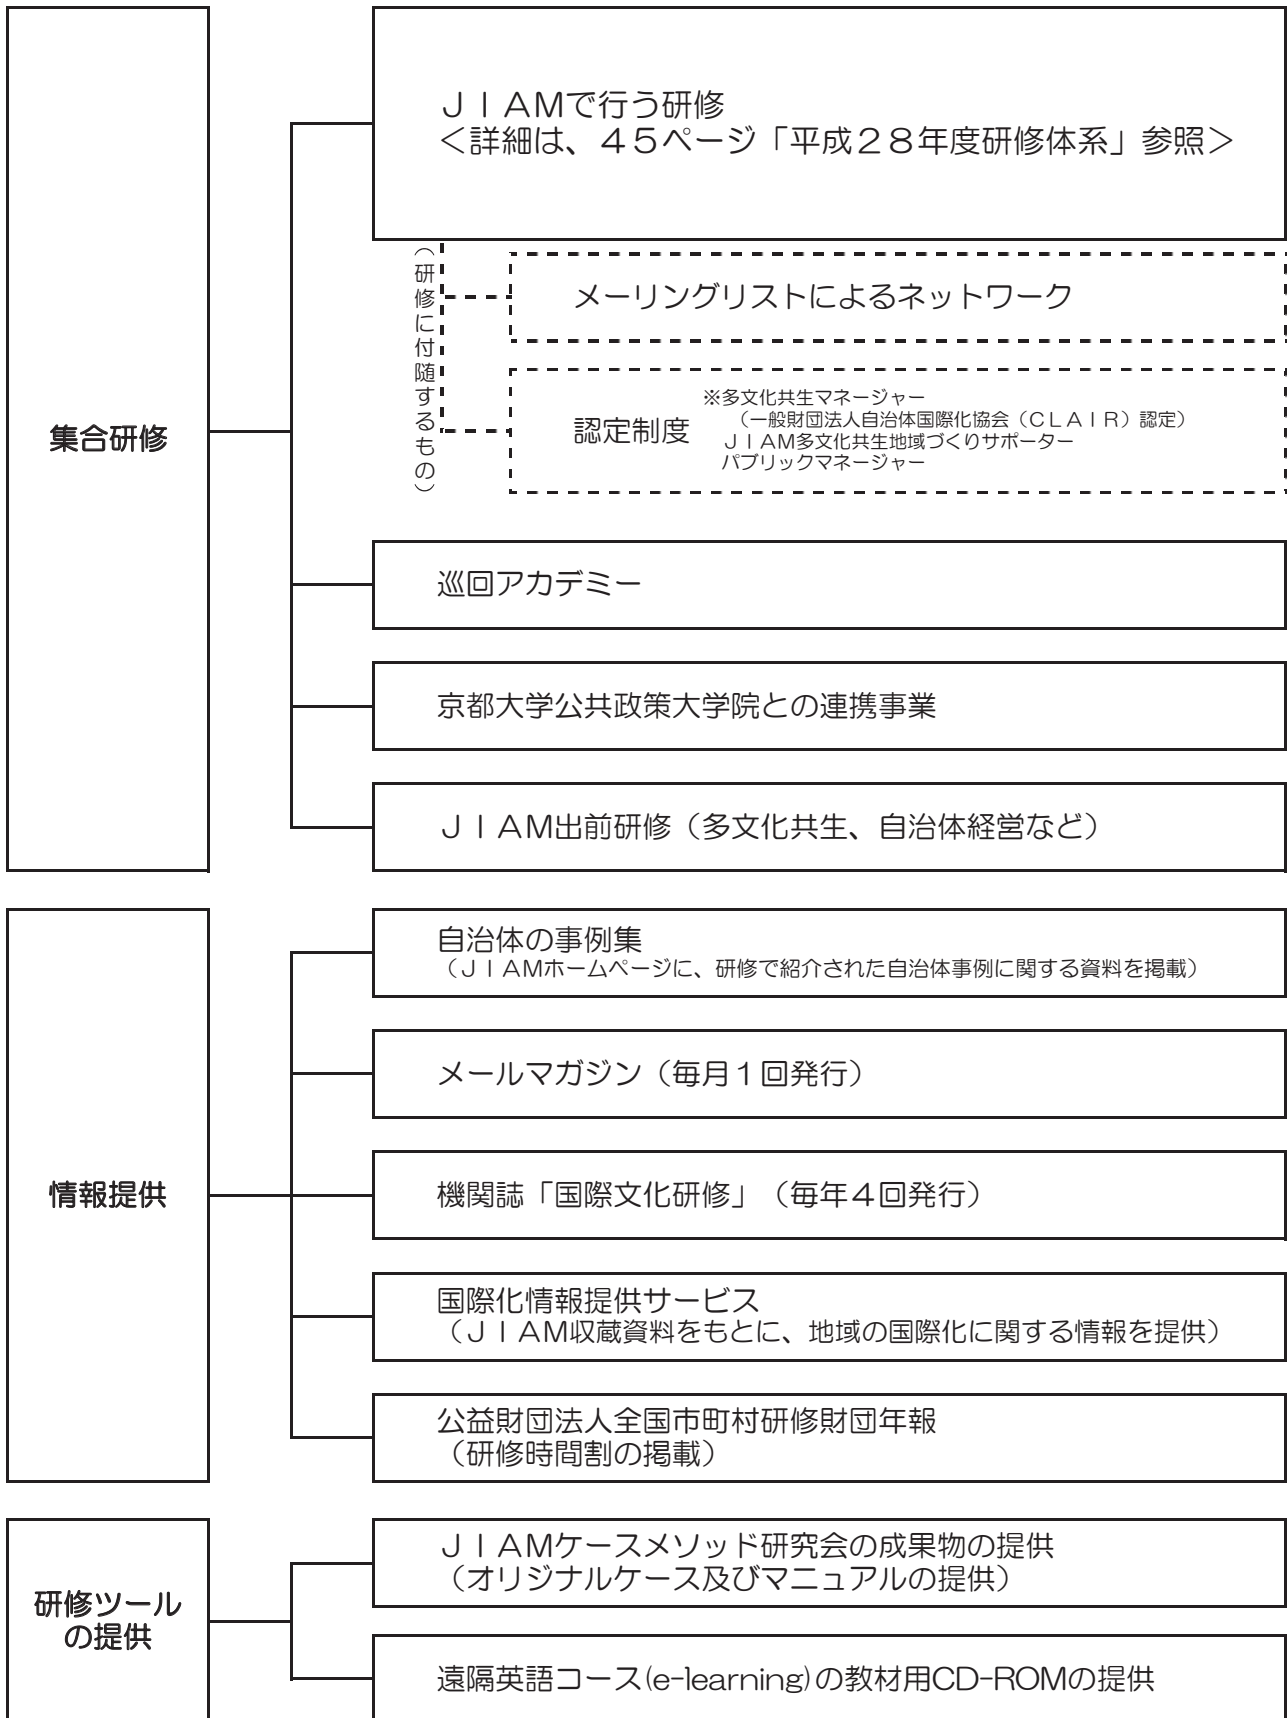 集合研修
ＪＩＡＭで行う研修
＜詳細は、４５ページ「平成２８年度研修体系」参照＞
（研修に付随するもの）
メーリングリストによるネットワーク
認定制度
※多文化共生マネージャー
（一般財団法人自治体国際化協会（ＣＬＡＩＲ）認定）
ＪＩＡＭ多文化共生地域づくりサポーター
パブリックマネージャー
巡回アカデミー
京都大学公共政策大学院との連携事業
ＪＩＡＭ出前研修（多文化共生、自治体経営など）
情報提供
自治体の事例集
（ＪＩＡＭホームページに、研修で紹介された自治体事例に関する資料を掲載）
メールマガジン（毎月１回発行）
機関誌「国際文化研修」（毎年４回発行）
国際化情報提供サービス
（ＪＩＡＭ収蔵資料をもとに、地域の国際化に関する情報を提供）
公益財団法人全国市町村研修財団年報
（研修時間割の掲載）
研修ツール
の提供
ＪＩＡＭケースメソッド研究会の成果物の提供
（オリジナルケース及びマニュアルの提供）
遠隔英語コース(e-learning)の教材用CD-ROMの提供